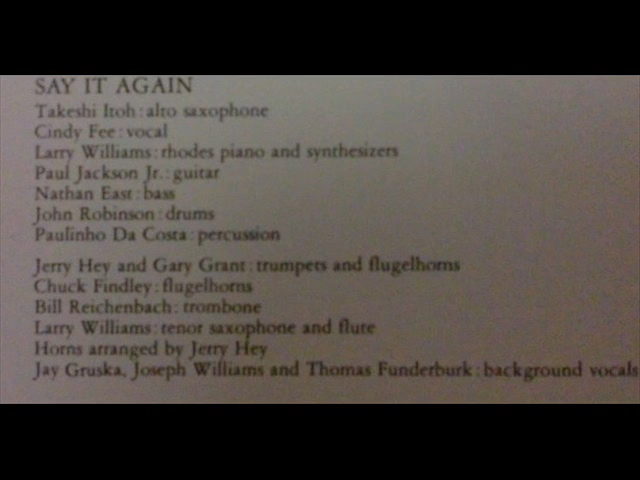 SAY IT AGAIN
Takeshi Itoh : alto saxophone
Cindy Fee : vocal
Larry Williams : rhodes piano and synthesizers
Paul Jackson Jr. : guitar
Nathan East : bass
John Robinson : drums
Paulinho Da Costa : percussion
Jerry Hey and Gary Grant : trumpets and flugelhorns
Chuck Findley : flugelhorns
Bill Reichenbach : trombone
Larry Williams : tenor saxophone and flute
Horns arranged by Jerry Hey
Jay Gruska, Joseph Williams and Thomas Funderburk : background vocals